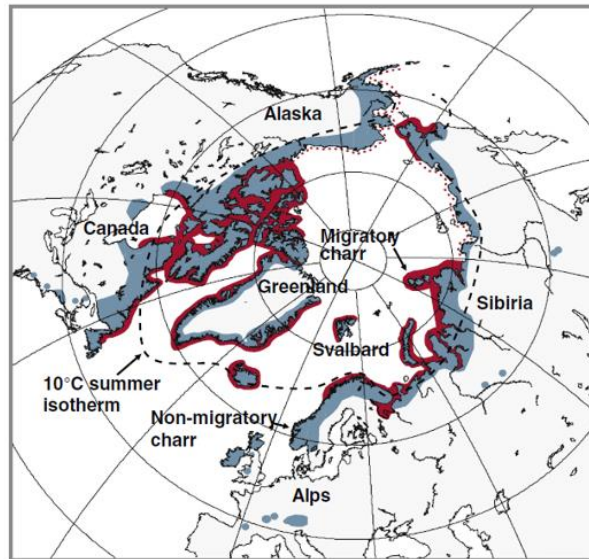 Alaska
Canada
Migratory
charr
Greenland
Sibiria
Svalbard
10°C summer
isotherm
Non-migratory
charr
Alps